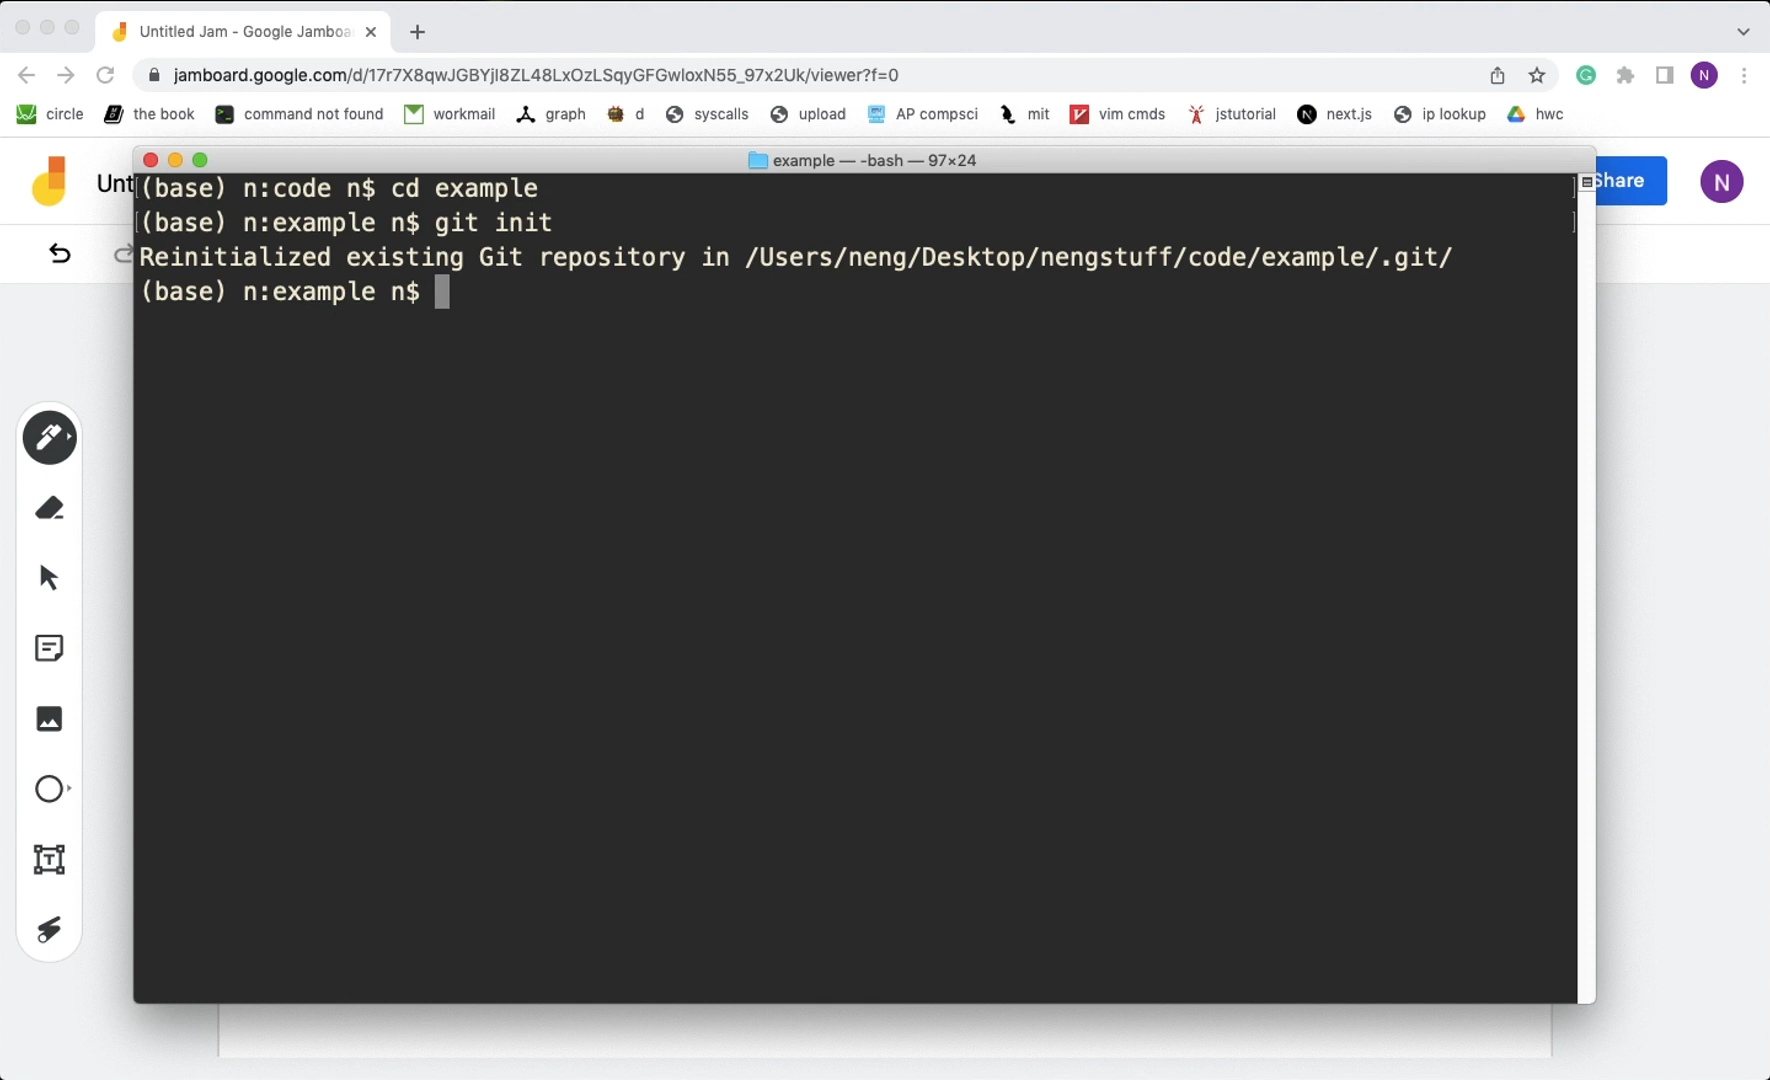 Untitled Jam - Google Jamboa
jamboard.google.com/d/17r7X8qwJGBYjI8ZL48LxOzLSqyGFGwloxN55_97x2Uk/viewer?f=0
N
circle the book command not found workmail graph d syscalls upload AP compsci mit vim cmds jstutorial next.js ip lookup hwc
example — -bash — 97×24
Unt
Share
N
(base) n:code n$ cd example
(base) n:example n$ git init
Reinitialized existing Git repository in /Users/neng/Desktop/nengstuff/code/example/.git/
(base) n:example n$